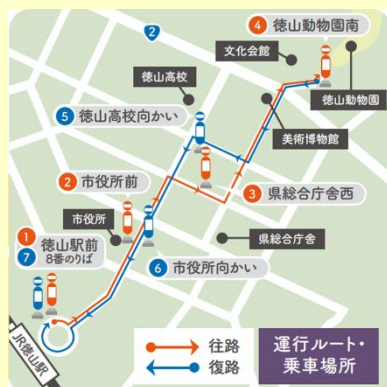 4 徳山動物園南
2
文化会館
徳山高校
徳山動物園
5 徳山高校向かい
美術博物館
2 市役所前
3 県総合庁舎西
市役所
1
7
徳山駅前
8番のりば
県総合庁舎
6 市役所向かい
JR徳山駅
往路
復路
運行ルート・
乗車場所